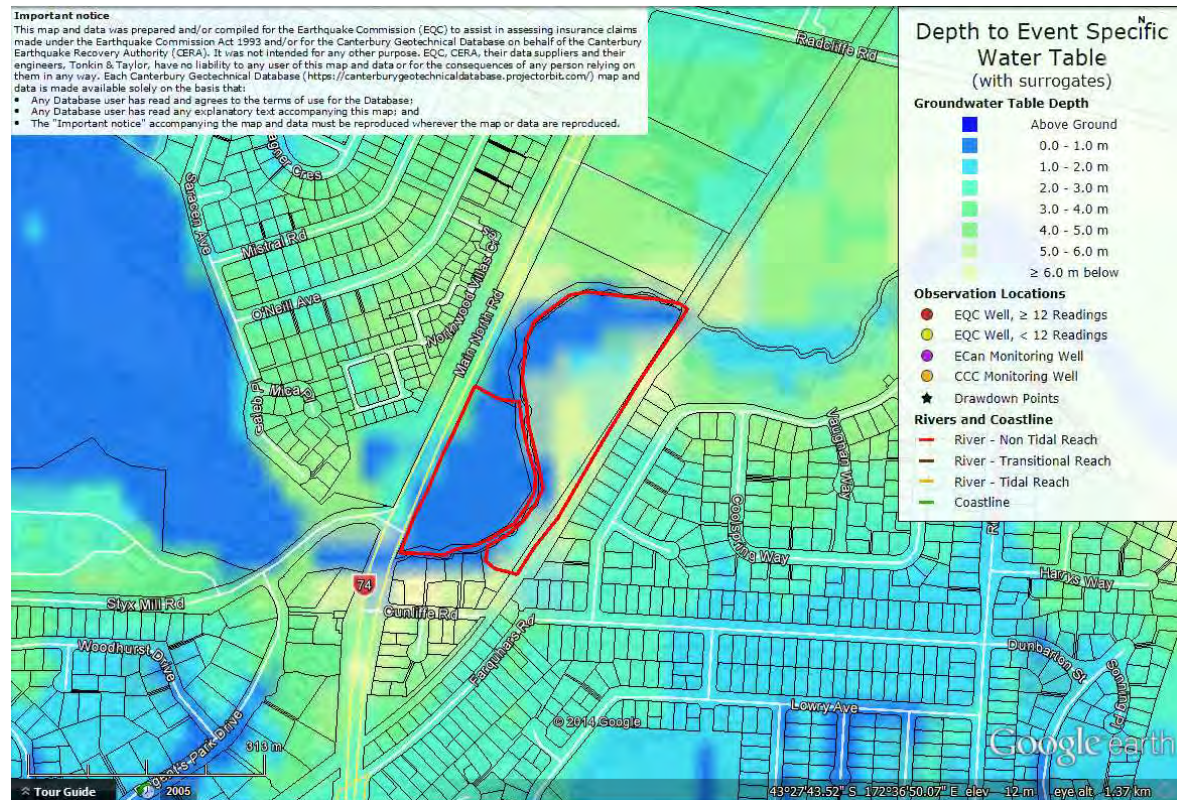 Important notice
This map and data was prepared and/or compiled for the Earthquake Commission (EQC) to assist in assessing insurance claims
made under the Earthquake Commission Act 1993 and/or for the Canterbury Geotechnical Database on behalf of the Canterbury
Earthquake Recovery Authority (CERA). It was not intended for any other purpose. EQC, CERA, their data suppliers and their
engineers, Tonkin & Taylor, have no liability to any user of this map and data or for the consequences of any person relying on
them in any way. Each Canterbury Geotechnical Database (https://canterburygeotechnicaldatabase.projectorbit.com/) map and
data is made available solely on the basis that:
• Any Database user has read and agrees to the terms of use for the Database;
• Any Database user has read any explanatory text accompanying this map; and
• The "Important notice" accompanying the map and data must be reproduced wherever the map or data are reproduced.
N
Depth to Event Specific
Water Table
(with surrogates)
Groundwater Table Depth
Above Ground
0.0 - 1.0 m
1.0 - 2.0 m
2.0 - 3.0 m
3.0 - 4.0 m
4.0 - 5.0 m
5.0 - 6.0 m
≥ 6.0 m below
Observation Locations
EQC Well, ≥ 12 Readings
EQC Well, < 12 Readings
ECan Monitoring Well
CCC Monitoring Well
Drawdown Points
Rivers and Coastline
River - Non Tidal Reach
River - Transitional Reach
River - Tidal Reach
Coastline
Radcliffe Rd
Saracen Ave
Mistral Rd
O'Neill Ave
Northwood Villas
Main North Rd
Mica Pl
Caleb Pl
Vaughan Way
Coolspring Way
Styx Mill Rd
74
Cunliffe Rd
Havys Way
Woodhurst Drive
Farquhars Rd
Dunbarton St
Sonning Pl
Lowry Ave
© 2014 Google
Google earth
313 m
Tour Guide
2005
43°27'43.52" S 172°36'50.07" E elev 12 m eye alt 1.37 km